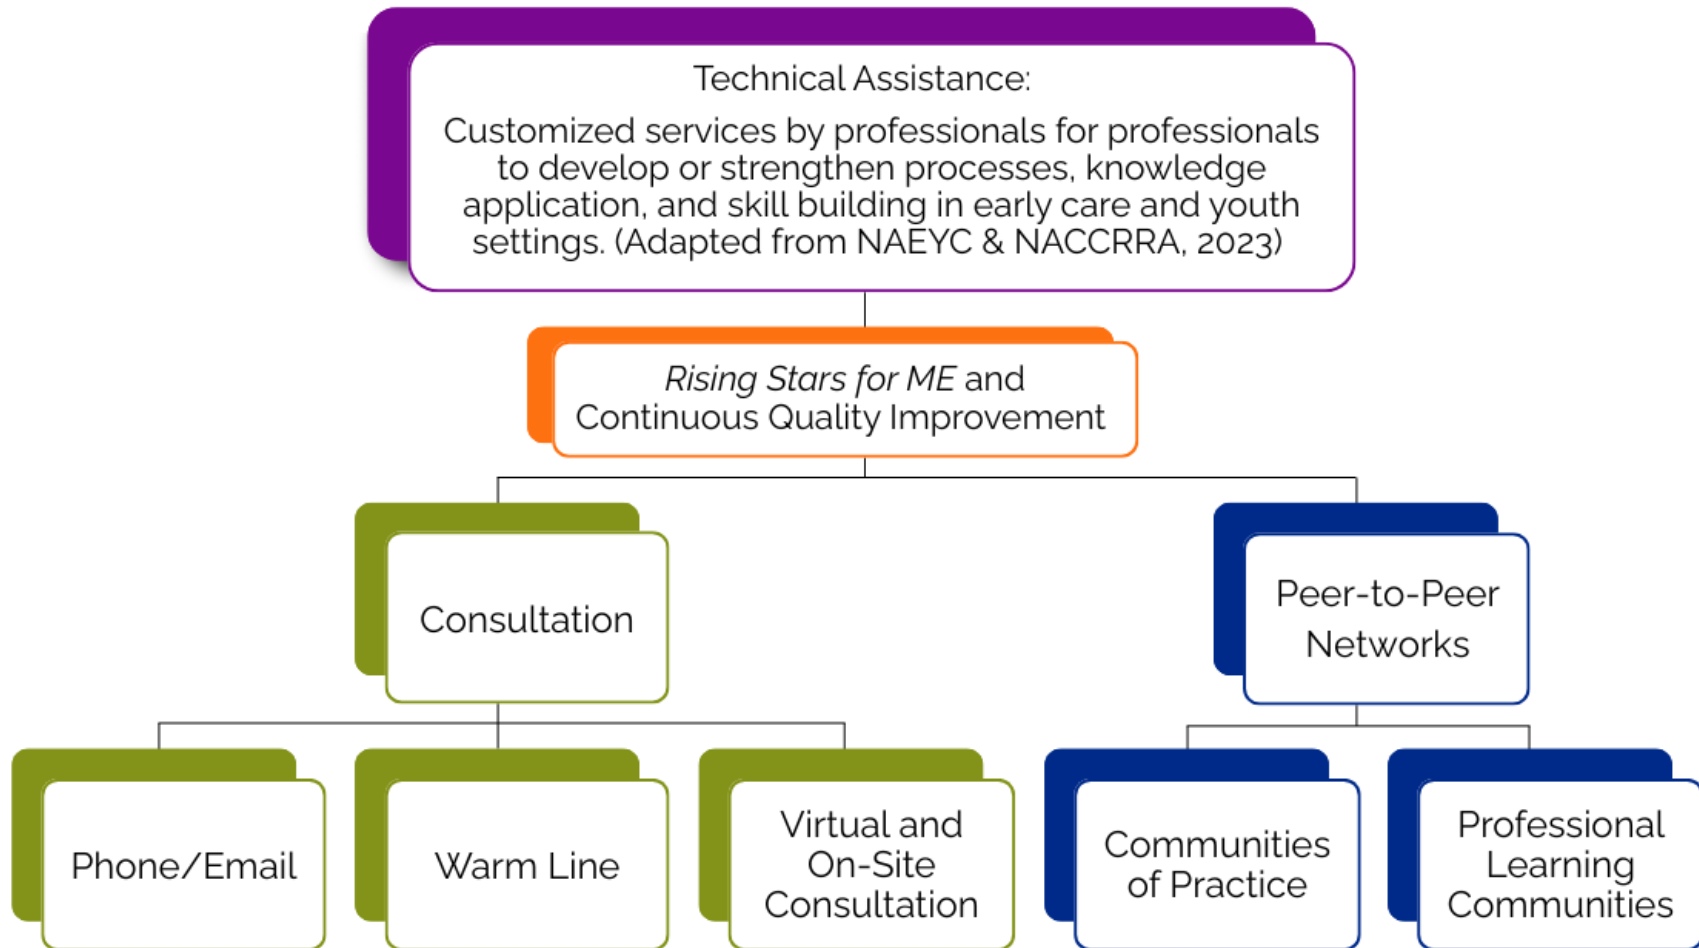 Technical Assistance:
Customized services by professionals for professionals
to develop or strengthen processes, knowledge
application, and skill building in early care and youth
settings. (Adapted from NAEYC & NACCRRA, 2023)
Rising Stars for ME and
Continuous Quality Improvement
Consultation
Peer-to-Peer
Networks
Phone/Email
Warm Line
Virtual and
On-Site
Consultation
Communities
of Practice
Professional
Learning
Communities